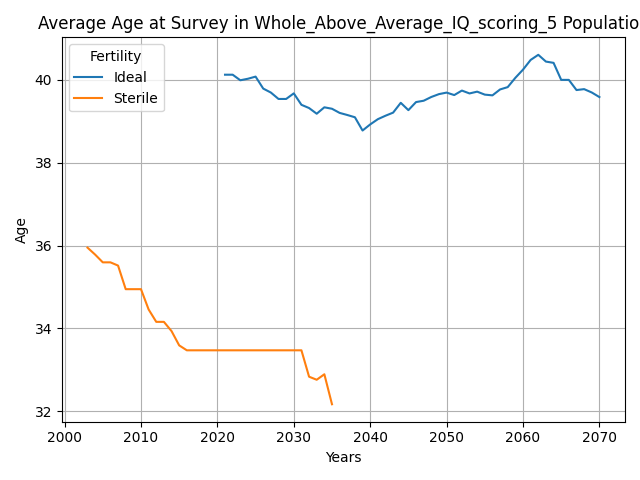 Average Age at Survey in Whole_Above_Average_IQ_scoring_5 Populatio
Fertility
Ideal
Sterile
Age
40
38
36
34
32
2000 2010 2020 2030 2040 2050 2060 2070
Years